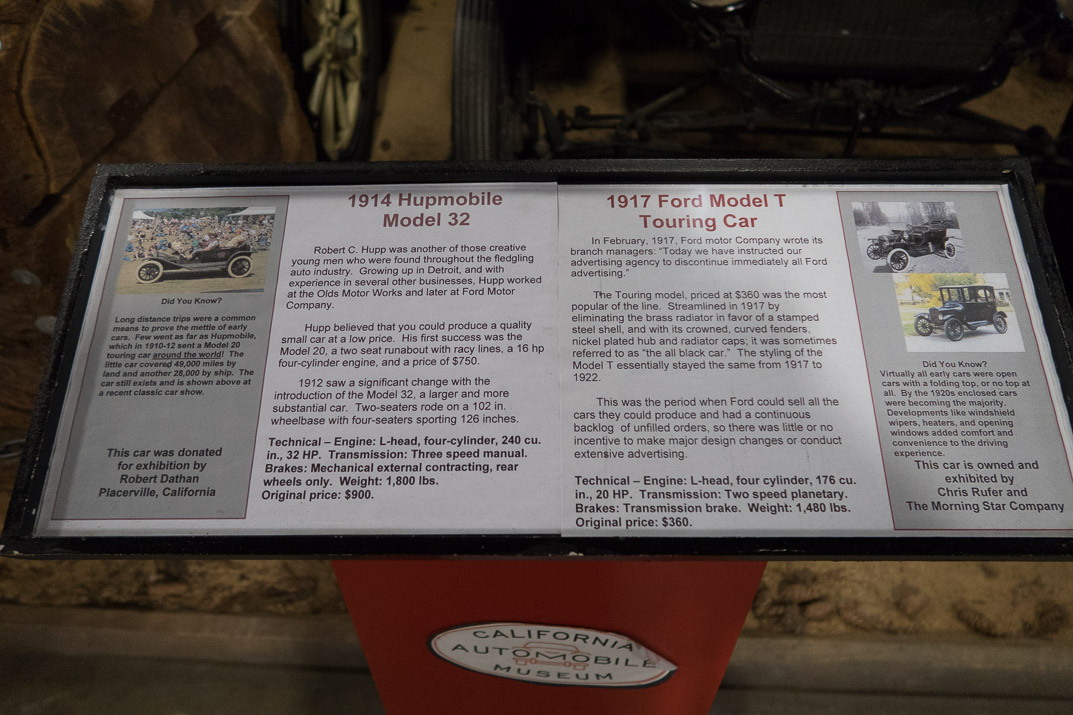 1914 Hupmobile
Model 32
Robert C. Hupp was another of those creative
young men who were found throughout the fledgling
auto industry. Growing up in Detroit, and with
experience in several other businesses, Hupp worked
at the Olds Motor Works and later at Ford Motor
Company.
Hupp believed that you could produce a quality
small car at a low price. His first success was the
Model 20, a two seat runabout with racy lines, a 16 hp
four-cylinder engine, and a price of $750.
1912 saw a significant change with the
introduction of the Model 32, a larger and more
substantial car. Two-seaters rode on a 102 in.
wheelbase with four-seaters sporting 126 inches.
Technical – Engine: L-head, four-cylinder, 240 cu.
in., 32 HP. Transmission: Three speed manual.
Brakes: Mechanical external contracting, rear
wheels only. Weight: 1,800 lbs.
Original price: $900.
Did You Know?
Long distance trips were a common
means to prove the mettle of early
cars. Few went as far as Hupmobile,
which in 1910-12 sent a Model 20
touring car around the world! The
little car covered 49,000 miles by
land and another 28,000 by ship. The
car still exists and is shown above at
a recent classic car show.
This car was donated
for exhibition by
Robert Dathan
Placerville, California
1917 Ford Model T
Touring Car
In February, 1917, Ford motor Company wrote its
branch managers: “Today we have instructed our
advertising agency to discontinue immediately all Ford
advertising.”
The Touring model, priced at $360 was the most
popular of the line. Streamlined in 1917 by
eliminating the brass radiator in favor of a stamped
steel shell, and with its crowned, curved fenders,
nickel plated hub and radiator caps; it was sometimes
referred to as “the all black car.” The styling of the
Model T essentially stayed the same from 1917 to
1922.
This was the period when Ford could sell all the
cars they could produce and had a continuous
backlog of unfilled orders, so there was little or no
incentive to make major design changes or conduct
extensive advertising.
Technical – Engine: L-head, four cylinder, 176 cu.
in., 20 HP. Transmission: Two speed planetary.
Brakes: Transmission brake. Weight: 1,480 lbs.
Original price: $360.
Did You Know?
Virtually all early cars were open
cars with a folding top, or no top at
all. By the 1920s enclosed cars
were becoming the majority.
Developments like windshield
wipers, heaters, and opening
windows added comfort and
convenience to the driving
experience.
This car is owned and
exhibited by
Chris Rufer and
The Morning Star Company
CALIFORNIA
AUTOMOBILE
MUSEUM